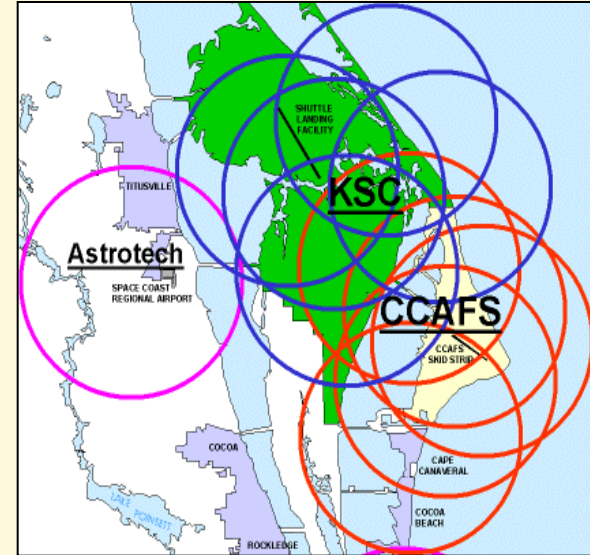 SHUTTLE
LANDING
FACILITY
KSC
TITUSVILLE
Astrotech
SPACE COAST
REGIONAL AIRPORT
CCAFS
CCAFS
SKID STRIP
COCOA
CAPE
CANAVERAL
LAKE POINSETT
COCOA
BEACH
ROCKLEDGE